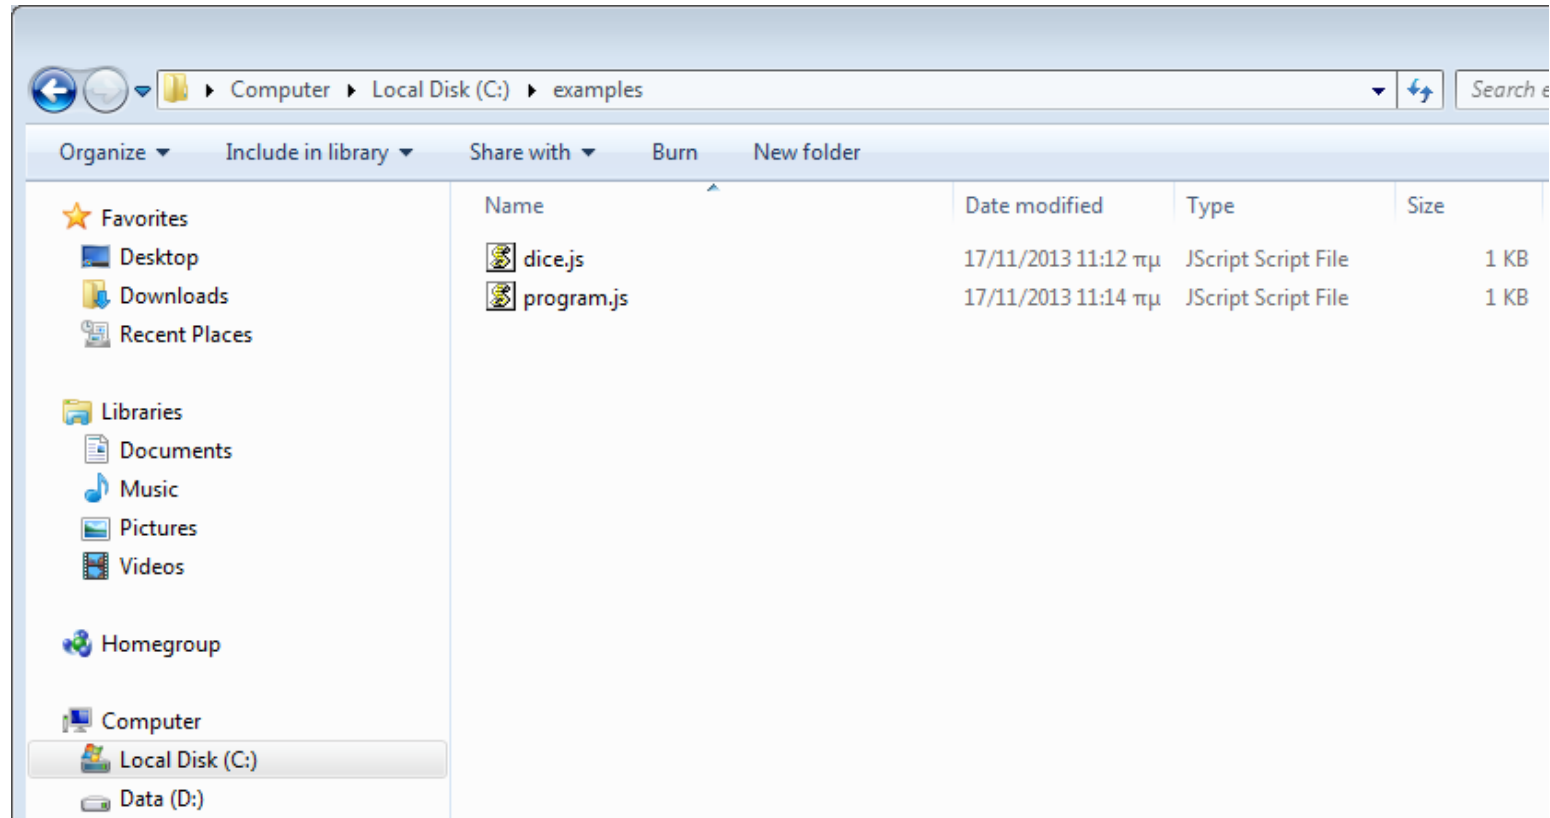 Computer Local Disk (C:) examples Search e
Organize Include in library Share with Burn New folder
Favorites
Desktop
Downloads
Recent Places
Libraries
Documents
Music
Pictures
Videos
Homegroup
Computer
Local Disk (C:)
Data (D:)
Name Date modified Type Size
dice.js 17/11/2013 11:12 πμ JScript Script File 1 KB
program.js 17/11/2013 11:14 πμ JScript Script File 1 KB